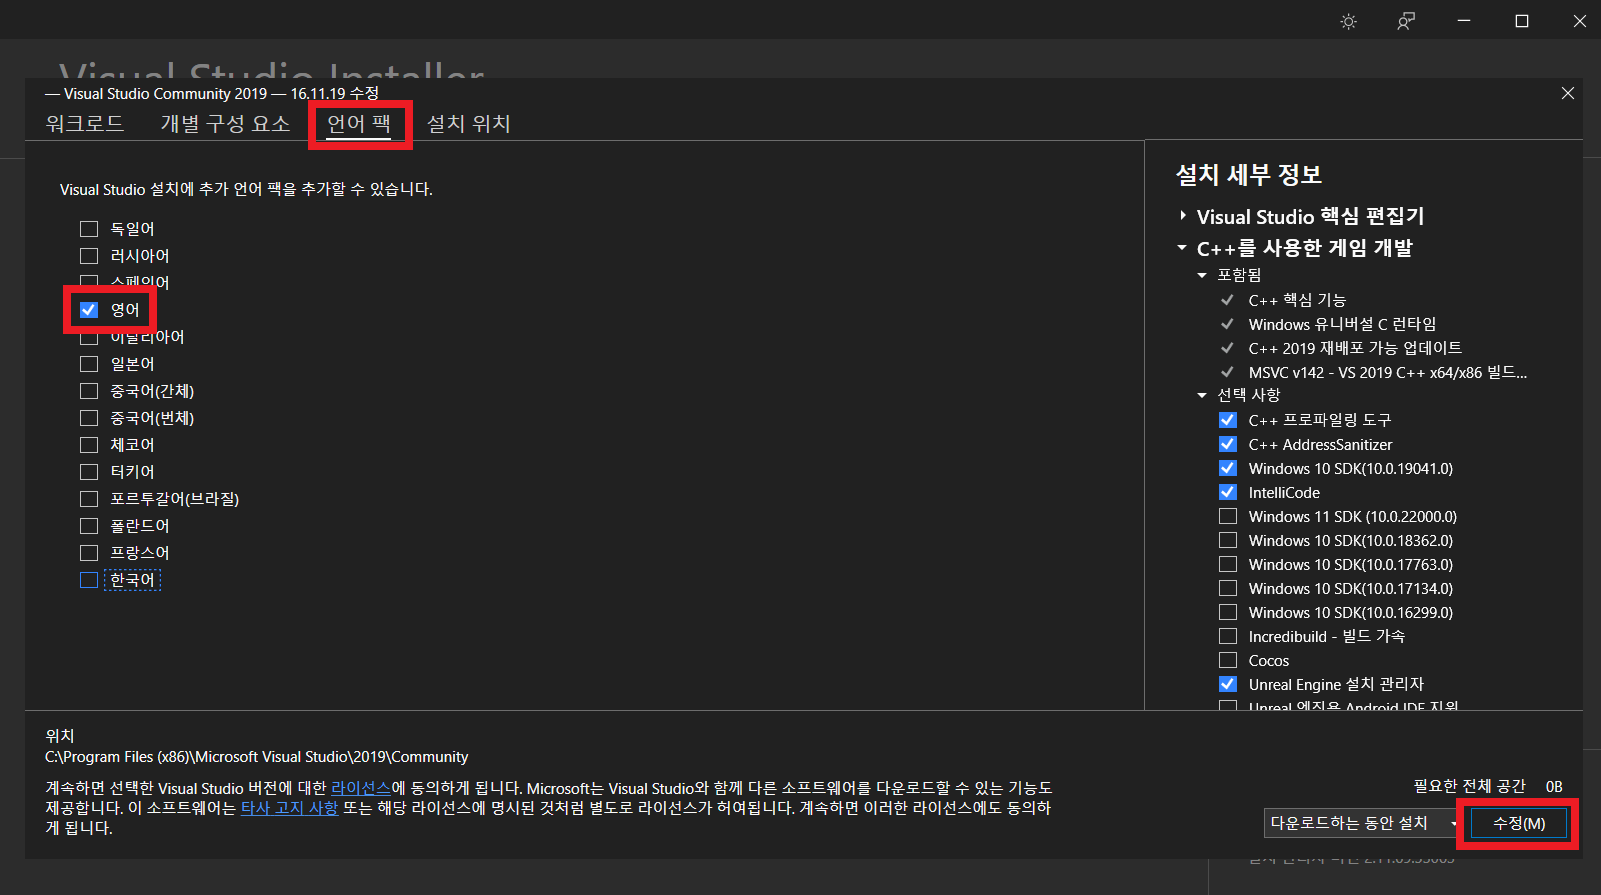 Visual Studio Installer
— Visual Studio Community 2019 — 16.11.19 수정
워크로드 개별 구성 요소 언어 팩 설치 위치
Visual Studio 설치에 추가 언어 팩을 추가할 수 있습니다.
독일어
러시아어
스페인어
영어
이탈리아어
일본어
중국어(간체)
중국어(번체)
체코어
터키어
포르투갈어(브라질)
폴란드어
프랑스어
한국어
설치 세부 정보
Visual Studio 핵심 편집기
C++를 사용한 게임 개발
포함됨
C++ 핵심 기능
Windows 유니버설 C 런타임
C++ 2019 재배포 가능 업데이트
MSVC v142 - VS 2019 C++ x64/x86 빌드...
선택 사항
C++ 프로파일링 도구
C++ AddressSanitizer
Windows 10 SDK(10.0.19041.0)
IntelliCode
Windows 11 SDK (10.0.22000.0)
Windows 10 SDK(10.0.18362.0)
Windows 10 SDK(10.0.17763.0)
Windows 10 SDK(10.0.17134.0)
Windows 10 SDK(10.0.16299.0)
Incredibuild - 빌드 가속
Cocos
Unreal Engine 설치 관리자
Unreal 엔진용 Android IDE 지원
위치
C:\Program Files (x86)\Microsoft Visual Studio\2019\Community
계속하면 선택한 Visual Studio 버전에 대한 라이선스에 동의하게 됩니다. Microsoft는 Visual Studio와 함께 다른 소프트웨어를 다운로드할 수 있는 기능도
제공합니다. 이 소프트웨어는 타사 고지 사항 또는 해당 라이선스에 명시된 것처럼 별도로 라이선스가 허여됩니다. 계속하면 이러한 라이선스에도 동의하
게 됩니다.
필요한 전체 공간 0B
다운로드하는 동안 설치 수정(M)